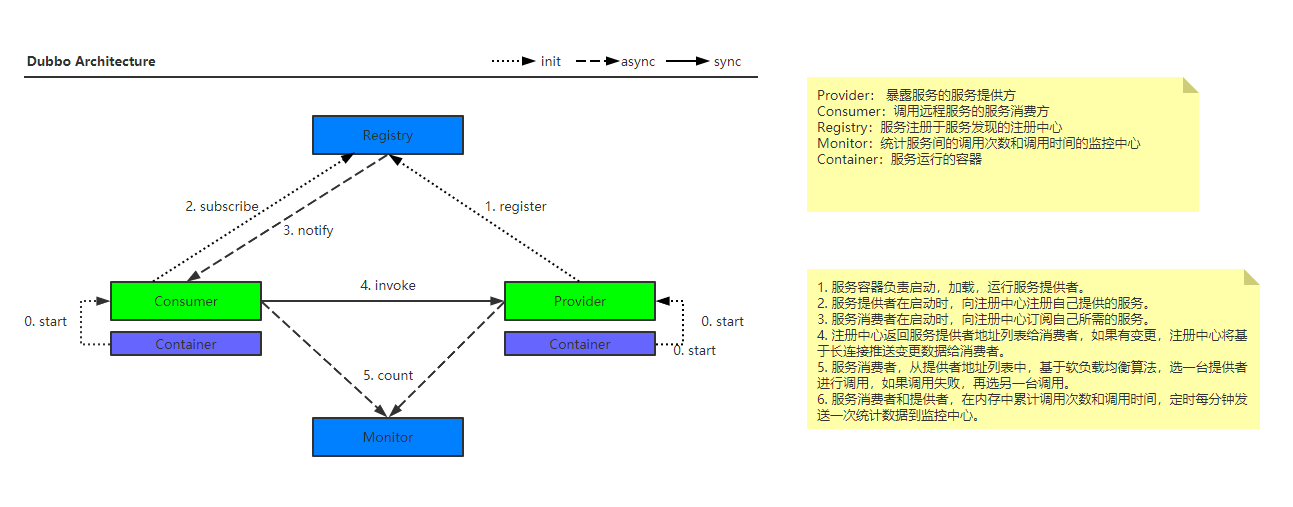 Dubbo Architecture
init
async
sync
Registry
2. subscribe
1. register
3. notify
Consumer
4. invoke
Provider
0. start
0. start
Container
Container
0. start
5. count
Monitor
Provider： 暴露服务的服务提供方
Consumer：调用远程服务的服务消费方
Registry：服务注册于服务发现的注册中心
Monitor：统计服务间的调用次数和调用时间的监控中心
Container：服务运行的容器
1. 服务容器负责启动，加载，运行服务提供者。
2. 服务提供者在启动时，向注册中心注册自己提供的服务。
3. 服务消费者在启动时，向注册中心订阅自己所需的服务。
4. 注册中心返回服务提供者地址列表给消费者，如果有变更，注册中心将基
于长连接推送变更数据给消费者。
5. 服务消费者，从提供者地址列表中，基于软负载均衡算法，选一台提供者
进行调用，如果调用失败，再选另一台调用。
6. 服务消费者和提供者，在内存中累计调用次数和调用时间，定时每分钟发
送一次统计数据到监控中心。